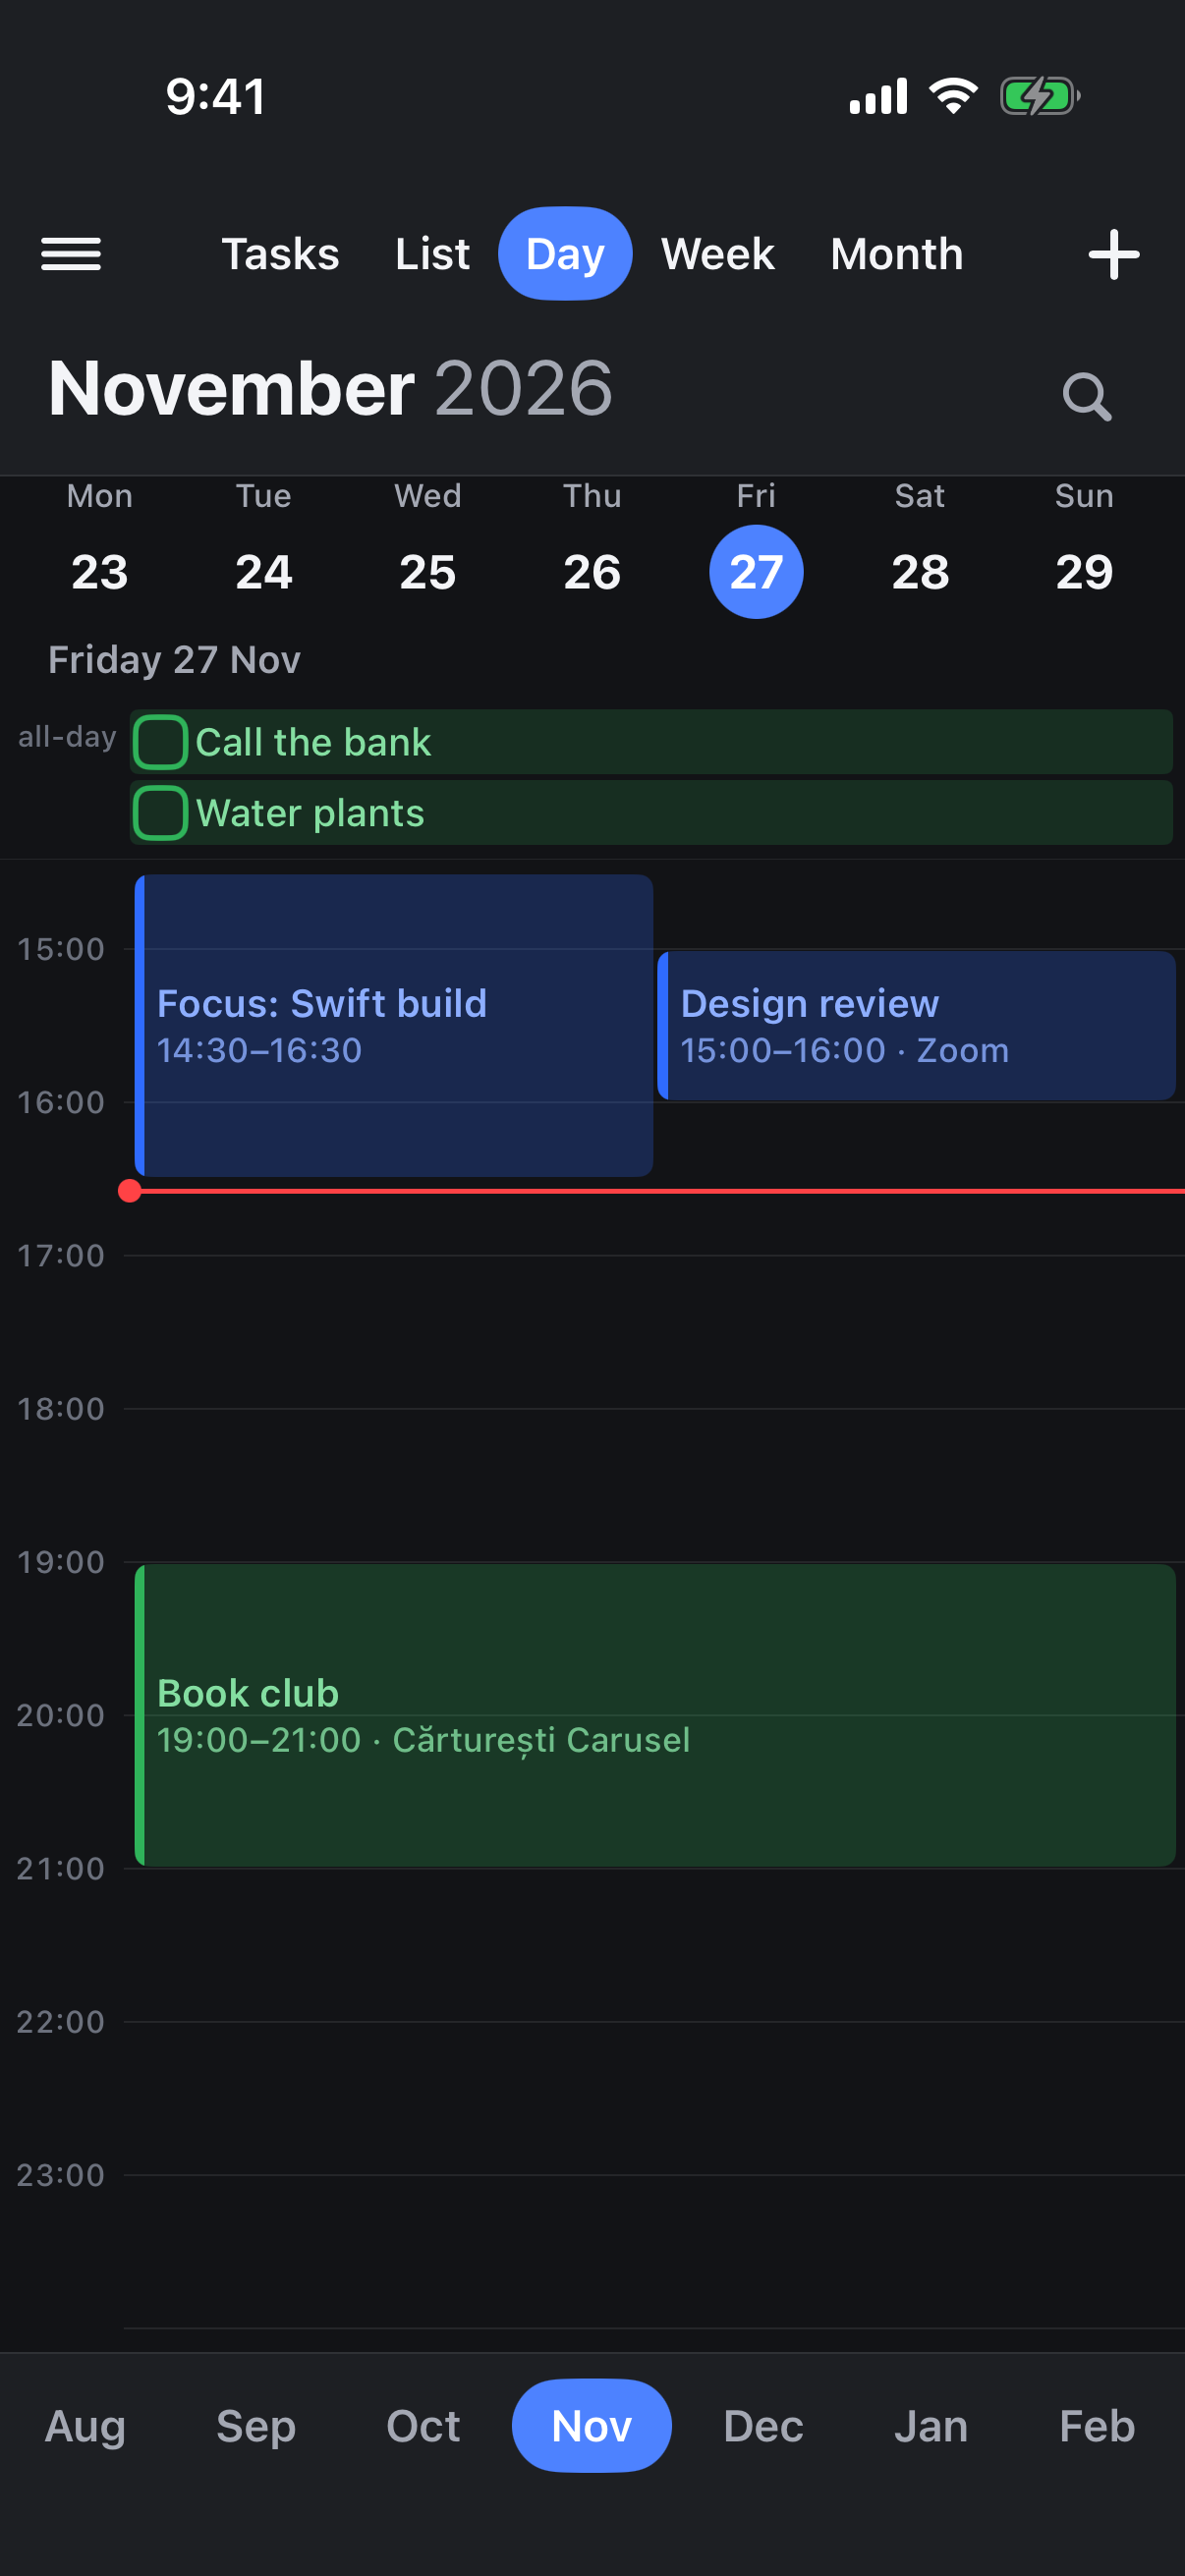 9:41
Tasks List Day Week Month
November 2026
Mon Tue Wed Thu Fri Sat Sun
23 24 25 26 27 28 29
Friday 27 Nov
all-day
Call the bank
Water plants
15:00
Focus: Swift build
14:30–16:30
Design review
15:00–16:00 · Zoom
16:00
17:00
18:00
19:00
Book club
20:00
19:00–21:00 · Cărturești Carusel
21:00
22:00
23:00
Aug Sep Oct Nov Dec Jan Feb